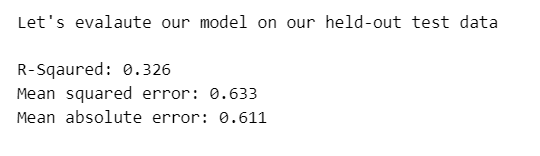 Let's evalaute our model on our held-out test data
R-Sqaured: 0.326
Mean squared error: 0.633
Mean absolute error: 0.611